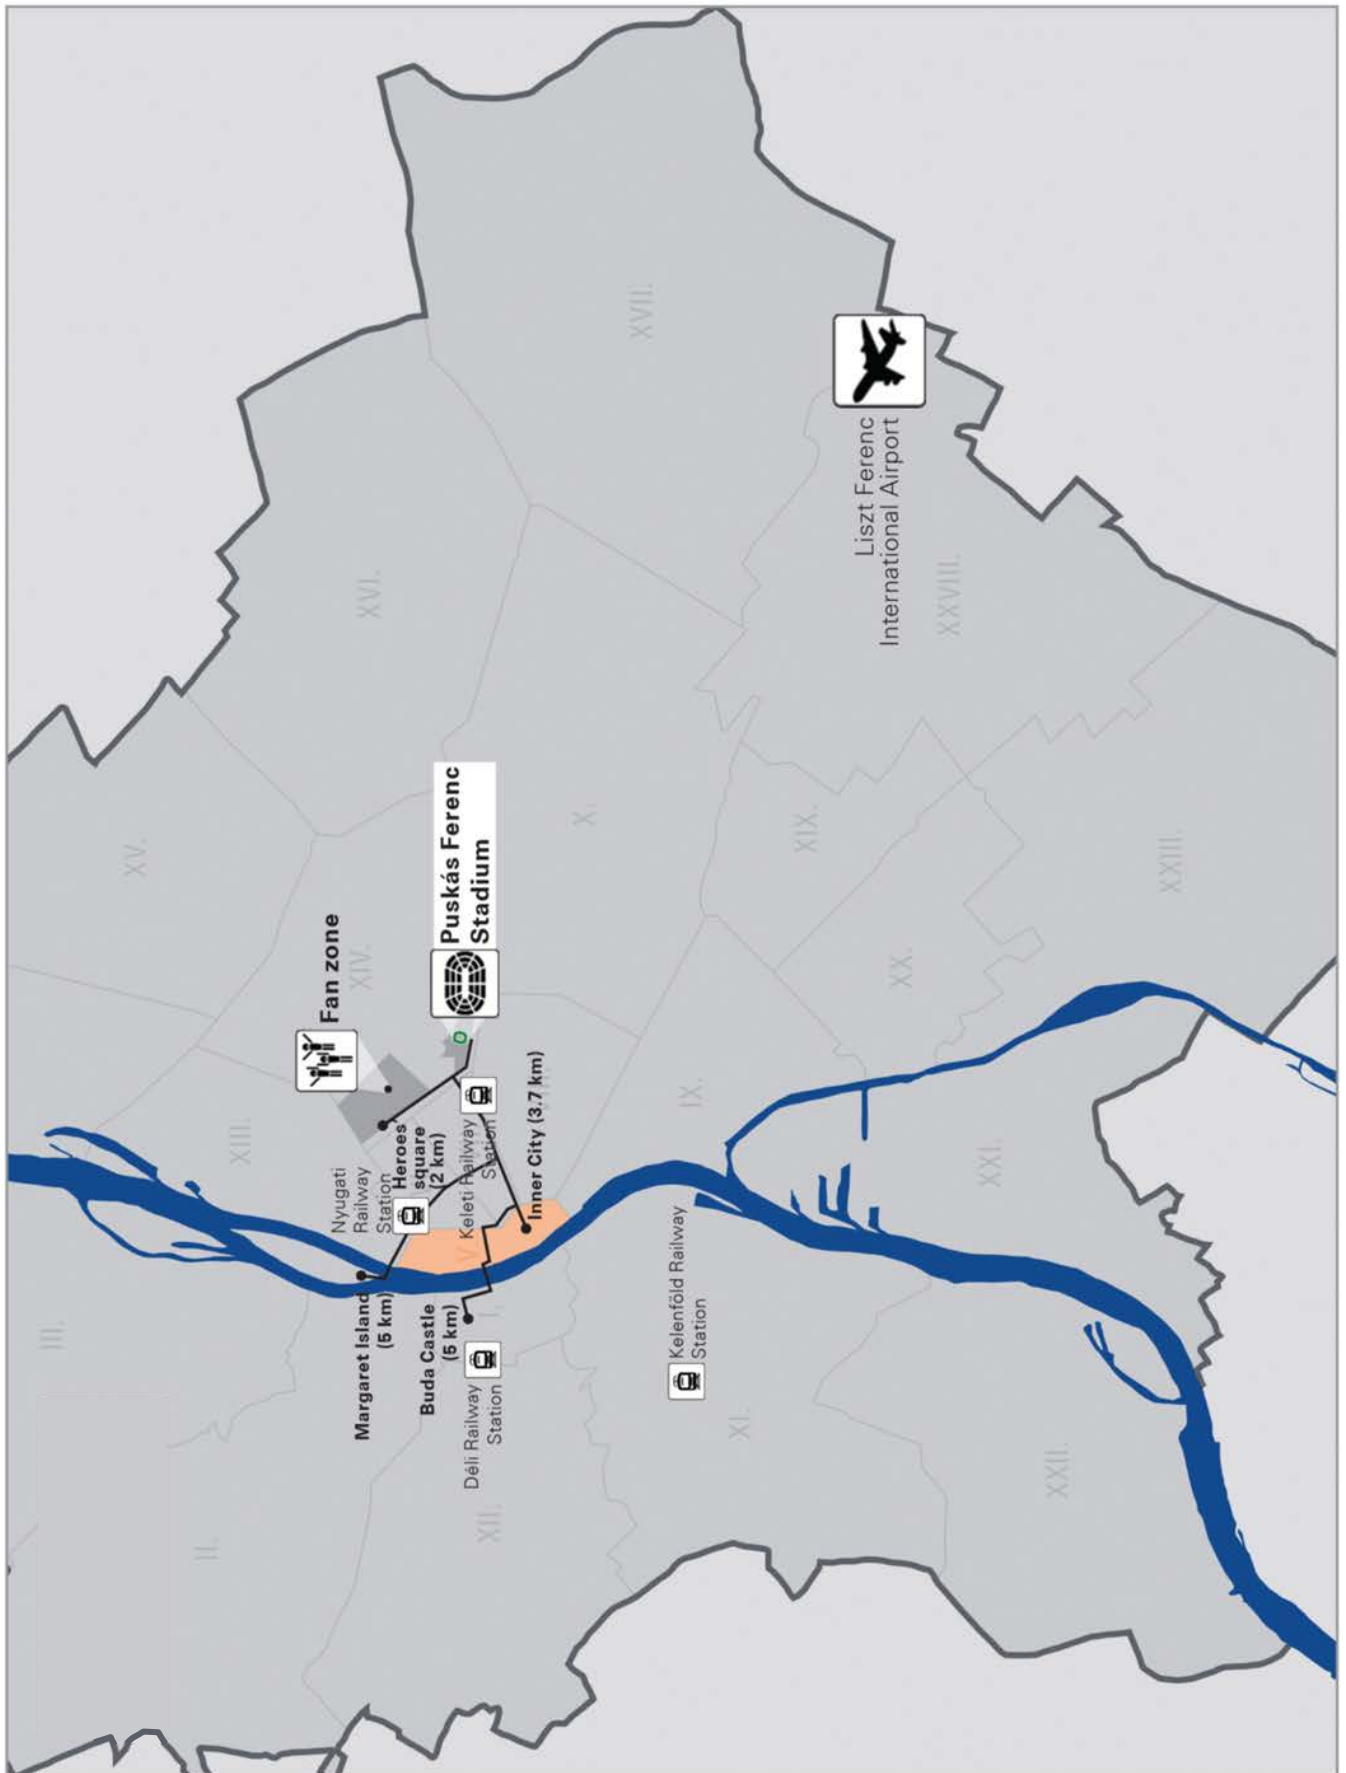 III.
XV.
XIII.
XIV.
XVI.
XVII.
Fan zone
Puskás Ferenc
Stadium
Nyugati
Railway
Station
Heroes'
square
(2 km)
Margaret Island
(5 km)
Buda Castle
(5 km)
Keleti Railway
Station
Inner City (3.7 km)
Déli Railway
Station
II.
XII.
V.
I.
X.
IX.
Kelenföld Railway
Station
XI.
XIX.
XX.
XXI.
XXII.
XXIII.
XXVIII.
Liszt Ferenc
International Airport